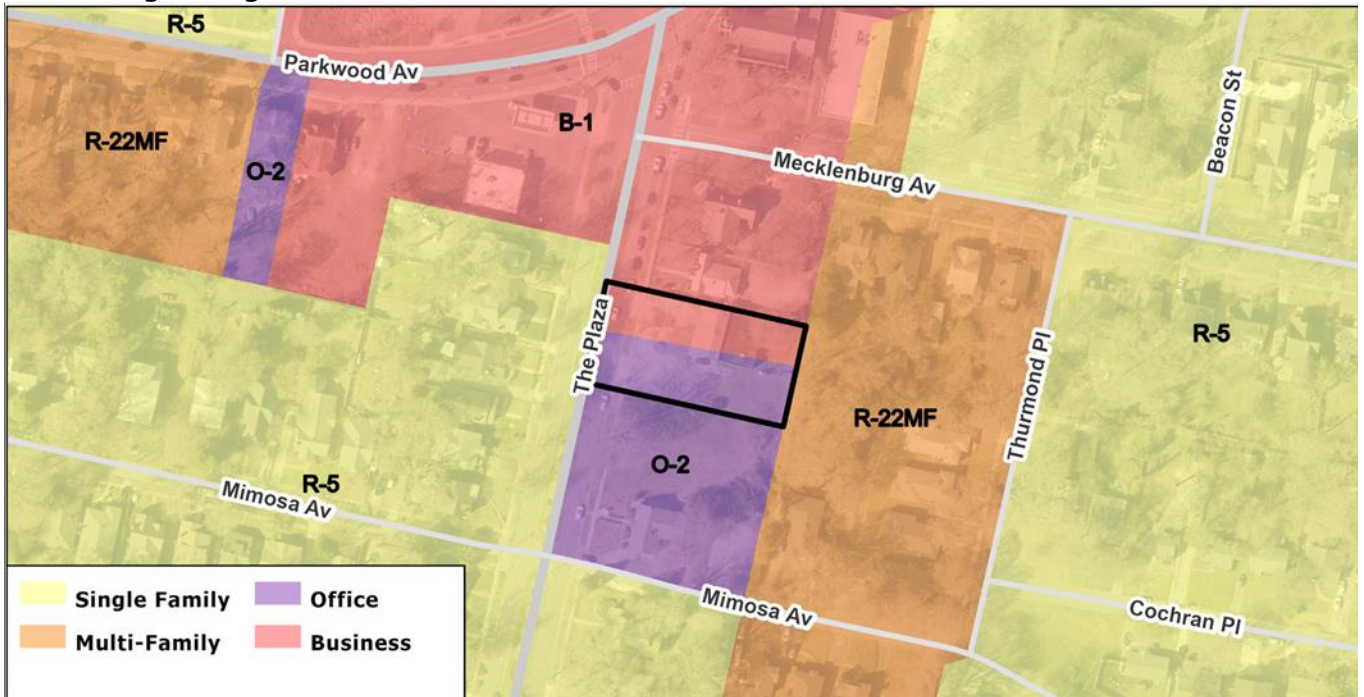 R-5
Parkwood Av
B-1
R-22MF
O-2
Mecklenburg Av
Beacon St
The Plaza
R-5
R-22MF
Thurmond Pl
O-2
R-5
Mimosa Av
Mimosa Av
Cochran Pl
Single Family
Office
Multi-Family
Business